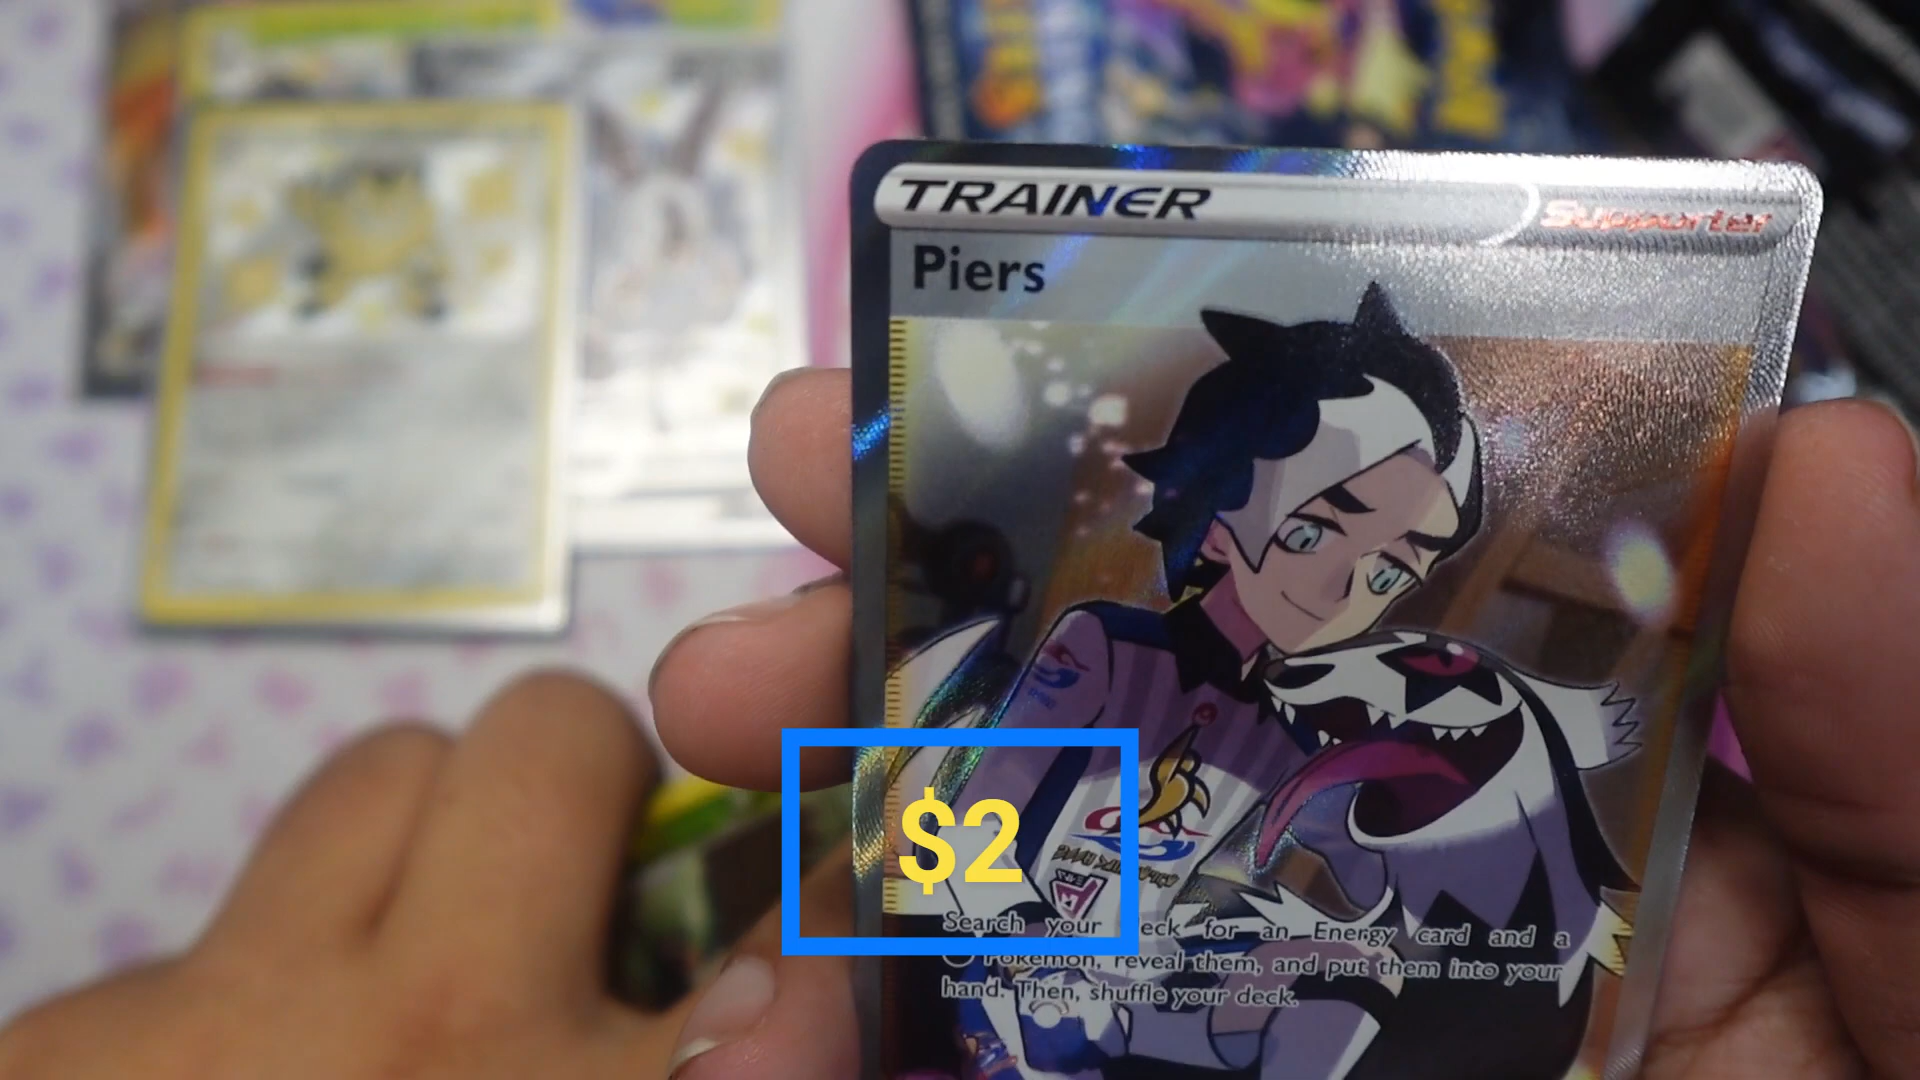 TRAINER
Supporter
Piers
$2
Search your eck for an Energy card and a
Pokémon, reveal them, and put them into your
hand. Then, shuffle your deck.